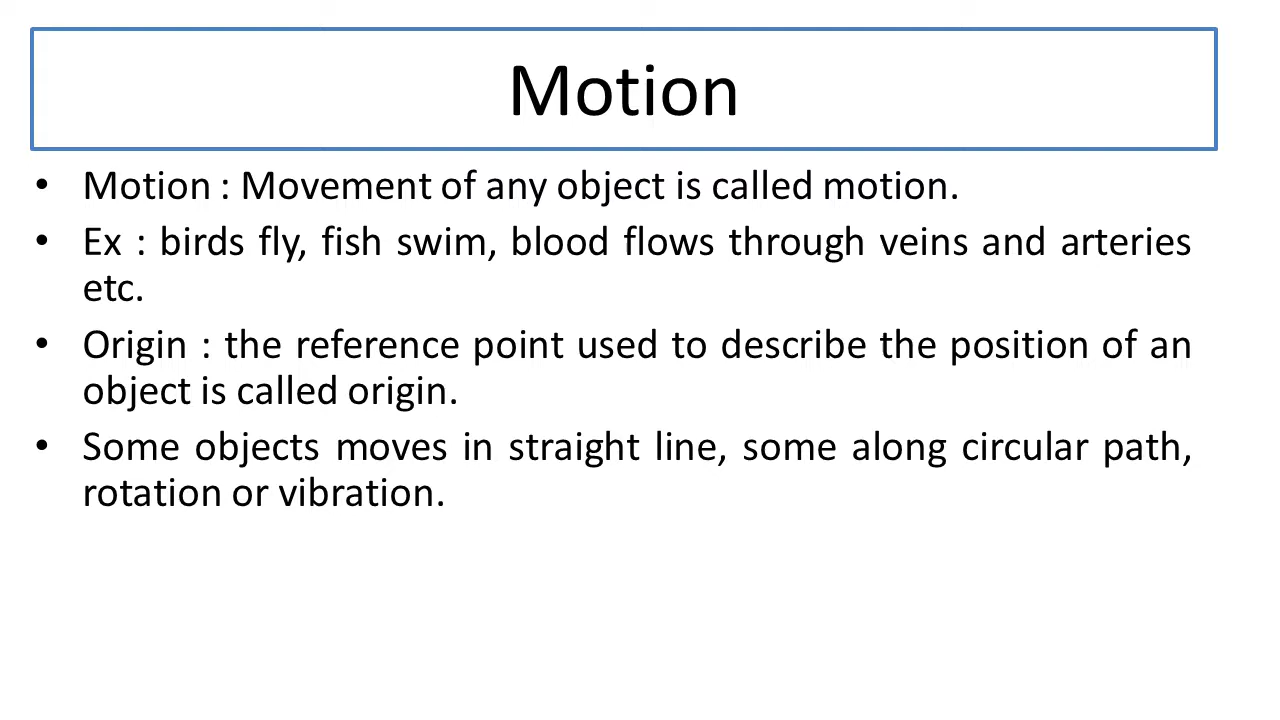 Motion
• Motion : Movement of any object is called motion.
• Ex : birds fly, fish swim, blood flows through veins and arteries
etc.
• Origin : the reference point used to describe the position of an
object is called origin.
• Some objects moves in straight line, some along circular path,
rotation or vibration.